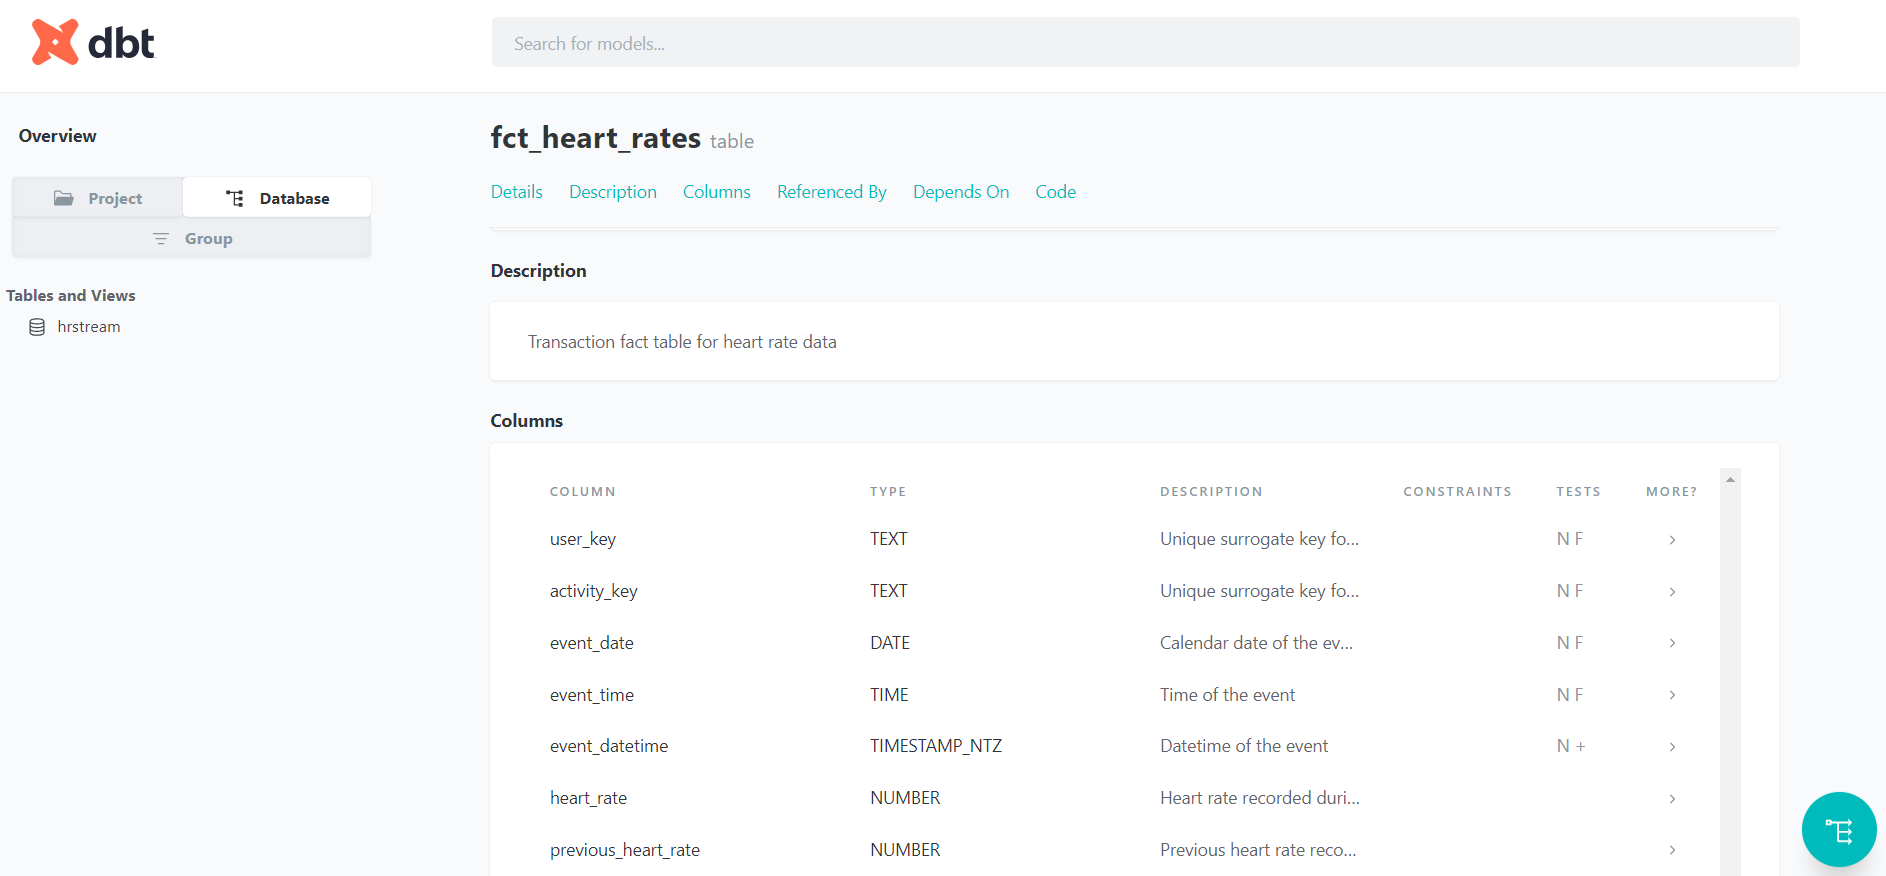 dbt
Search for models...
Overview
Project
Database
Group
Tables and Views
hrstream
fct_heart_rates table
Details Description Columns Referenced By Depends On Code
Description
Transaction fact table for heart rate data
Columns
COLUMN TYPE DESCRIPTION CONSTRAINTS TESTS MORE?
user_key TEXT Unique surrogate key fo... N F
activity_key TEXT Unique surrogate key fo... N F
event_date DATE Calendar date of the ev... N F
event_time TIME Time of the event N F
event_datetime TIMESTAMP_NTZ Datetime of the event N +
heart_rate NUMBER Heart rate recorded duri...
previous_heart_rate NUMBER Previous heart rate reco...